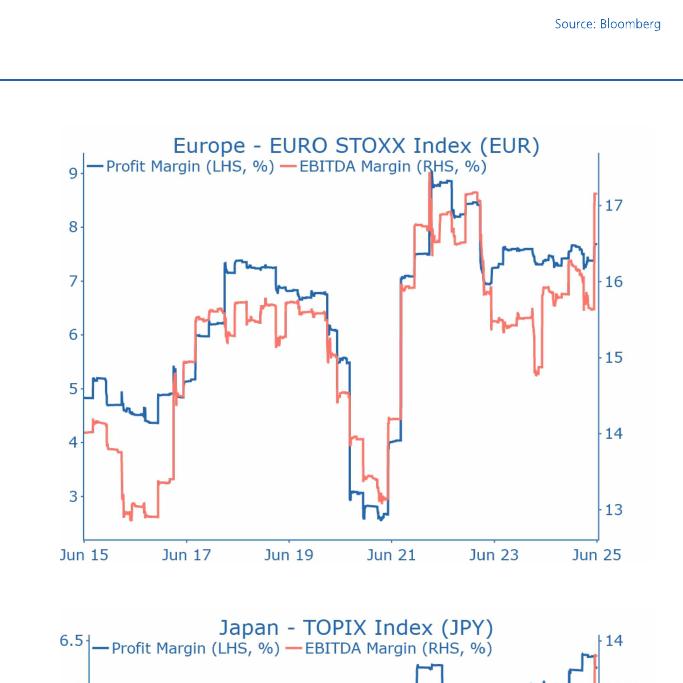 Source: Bloomberg
Europe - EURO STOXX Index (EUR)
Profit Margin (LHS, %) EBITDA Margin (RHS, %)
9
17
8
7
16
6
15
5
4
14
3
13
Jun 15 Jun 17 Jun 19 Jun 21 Jun 23 Jun 25
Japan - TOPIX Index (JPY)
6.5 14
Profit Margin (LHS, %) EBITDA Margin (RHS, %)